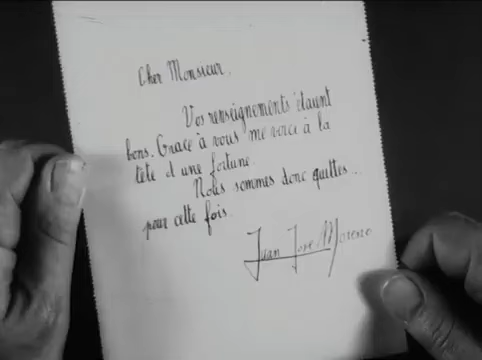 Cher Monsieur.
Vos renseignements étaient
bons. Grace à vous me voici à la
tête d'une fortune.
Nous sommes donc quittes...
pour cette fois.
Juan José Moreno